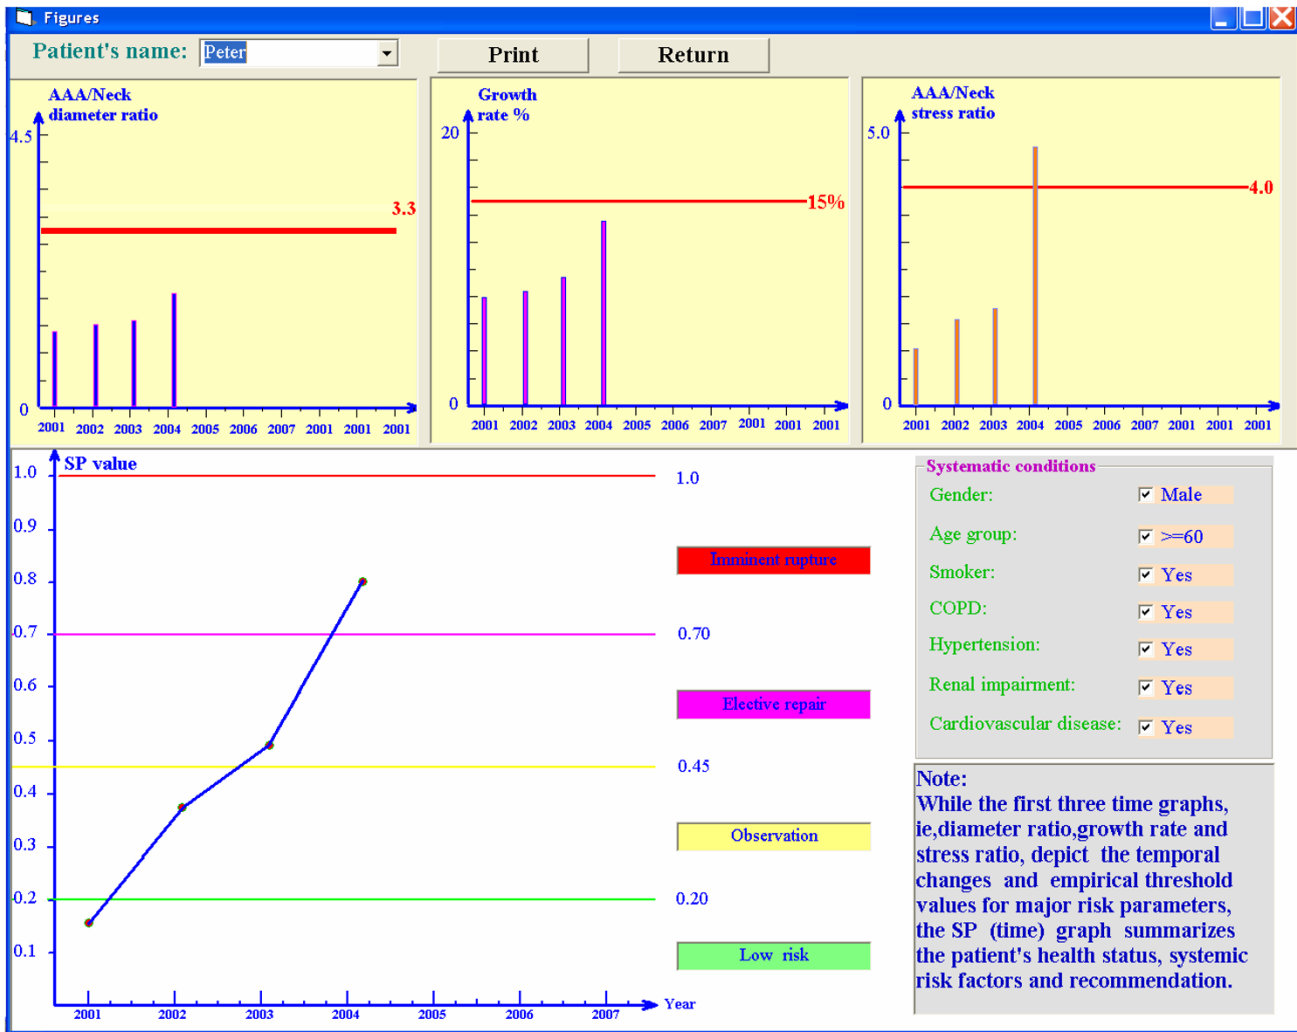 Figures
Patient's name: Peter Print Return
AAA/Neck
diameter ratio
4.5
3.3
0
2001 2002 2003 2004 2005 2006 2007 2001 2001 2001
Growth
rate %
20
15%
0
2001 2002 2003 2004 2005 2006 2007 2001 2001 2001
AAA/Neck
stress ratio
5.0
4.0
0
2001 2002 2003 2004 2005 2006 2007 2001 2001 2001
SP value
1.0 1.0
0.9
Imminent rupture
0.8
0.7 0.70
0.6
Elective repair
0.5
0.45
0.4
Observation
0.3
0.2 0.20
0.1
Low risk
2001 2002 2003 2004 2005 2006 2007 Year
Systematic conditions
Gender: Male
Age group: >=60
Smoker: Yes
COPD: Yes
Hypertension: Yes
Renal impairment: Yes
Cardiovascular disease: Yes
Note:
While the first three time graphs,
ie,diameter ratio,growth rate and
stress ratio, depict the temporal
changes and empirical threshold
values for major risk parameters,
the SP (time) graph summarizes
the patient's health status, systemic
risk factors and recommendation.